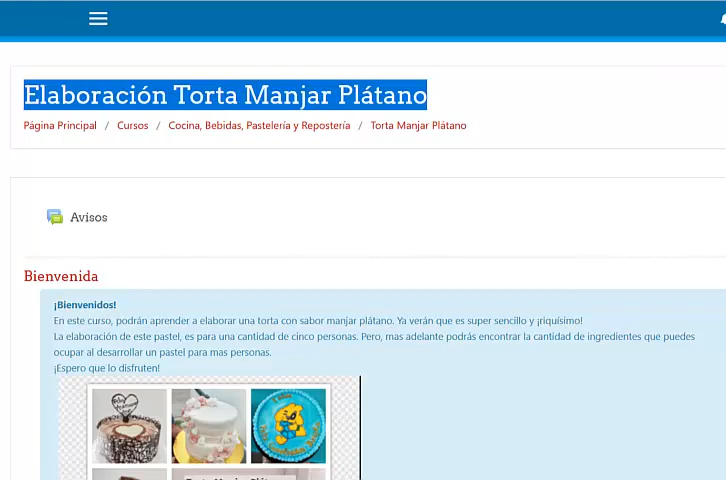 Elaboración Torta Manjar Plátano
Página Principal / Cursos / Cocina, Bebidas, Pastelería y Repostería / Torta Manjar Plátano
Avisos
Bienvenida
¡Bienvenidos!
En este curso, podrán aprender a elaborar una torta con sabor manjar plátano. Ya verán que es super sencillo y ¡riquísimo!
La elaboración de este pastel, es para una cantidad de cinco personas. Pero, mas adelante podrás encontrar la cantidad de ingredientes que puedes
ocupar al desarrollar un pastel para mas personas.
¡Espero que lo disfruten!